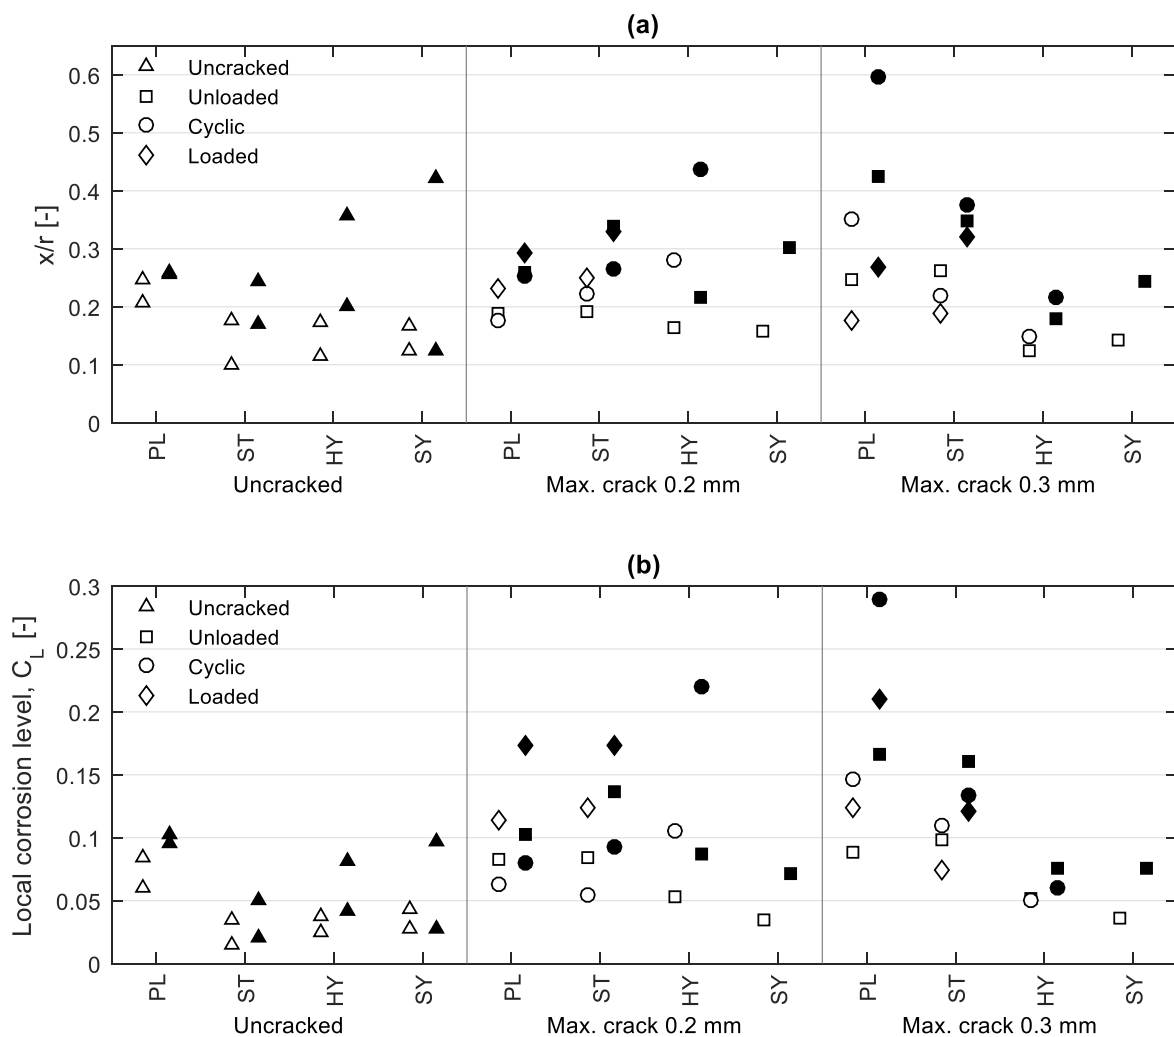 (a)
x/r [-]
0.6
0.5
0.4
0.3
0.2
0.1
0
Uncracked
Unloaded
Cyclic
Loaded
PL ST HY SY PL ST HY SY PL ST HY SY
Uncracked Max. crack 0.2 mm Max. crack 0.3 mm
(b)
Local corrosion level, C_L [-]
0.3
0.25
0.2
0.15
0.1
0.05
0
Uncracked
Unloaded
Cyclic
Loaded
PL ST HY SY PL ST HY SY PL ST HY SY
Uncracked Max. crack 0.2 mm Max. crack 0.3 mm